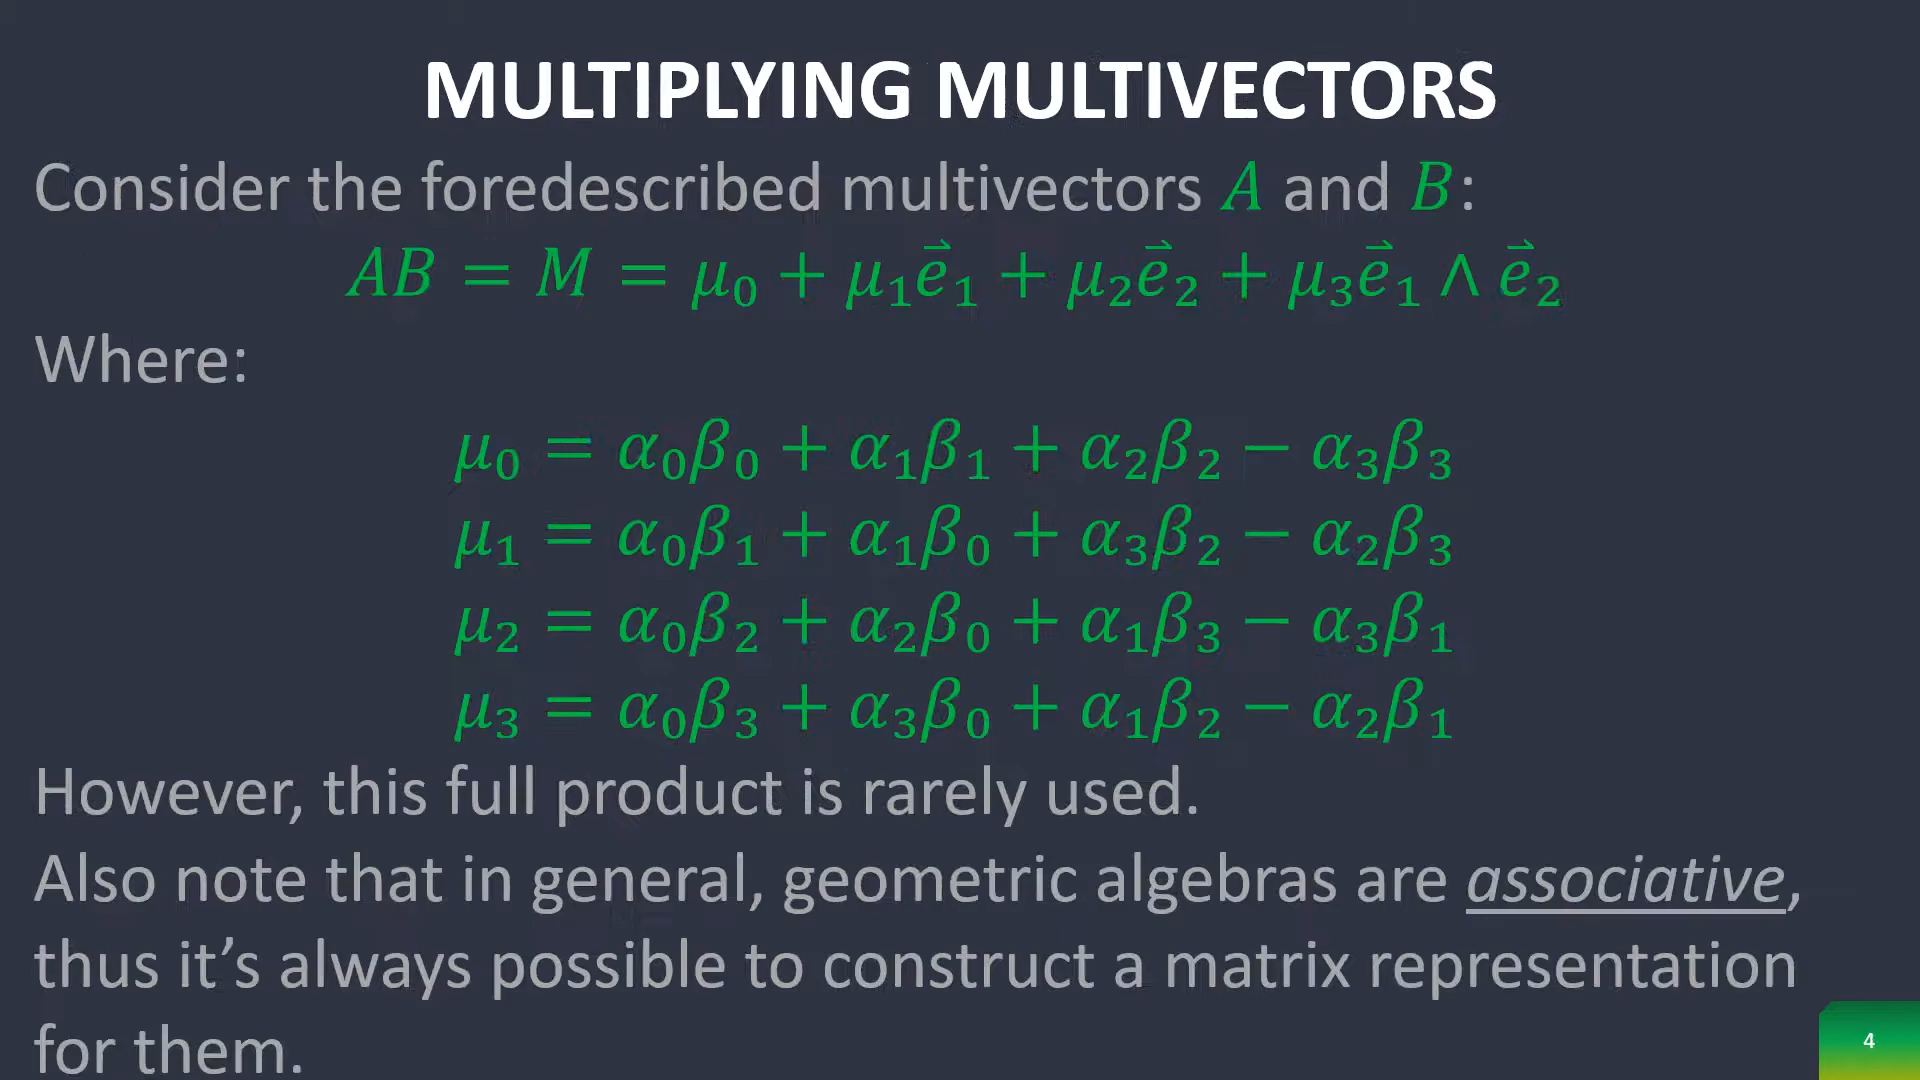 MULTIPLYING MULTIVECTORS
Consider the foredescribed multivectors 𝐴 and 𝐵:
𝐴𝐵 = 𝑀 = 𝜇₀ + 𝜇₁𝑒⃗₁ + 𝜇₂𝑒⃗₂ + 𝜇₃𝑒⃗₁ ∧ 𝑒⃗₂
Where:
𝜇₀ = 𝛼₀𝛽₀ + 𝛼₁𝛽₁ + 𝛼₂𝛽₂ − 𝛼₃𝛽₃
𝜇₁ = 𝛼₀𝛽₁ + 𝛼₁𝛽₀ + 𝛼₃𝛽₂ − 𝛼₂𝛽₃
𝜇₂ = 𝛼₀𝛽₂ + 𝛼₂𝛽₀ + 𝛼₁𝛽₃ − 𝛼₃𝛽₁
𝜇₃ = 𝛼₀𝛽₃ + 𝛼₃𝛽₀ + 𝛼₁𝛽₂ − 𝛼₂𝛽₁
However, this full product is rarely used.
Also note that in general, geometric algebras are associative,
thus it’s always possible to construct a matrix representation
for them.
4